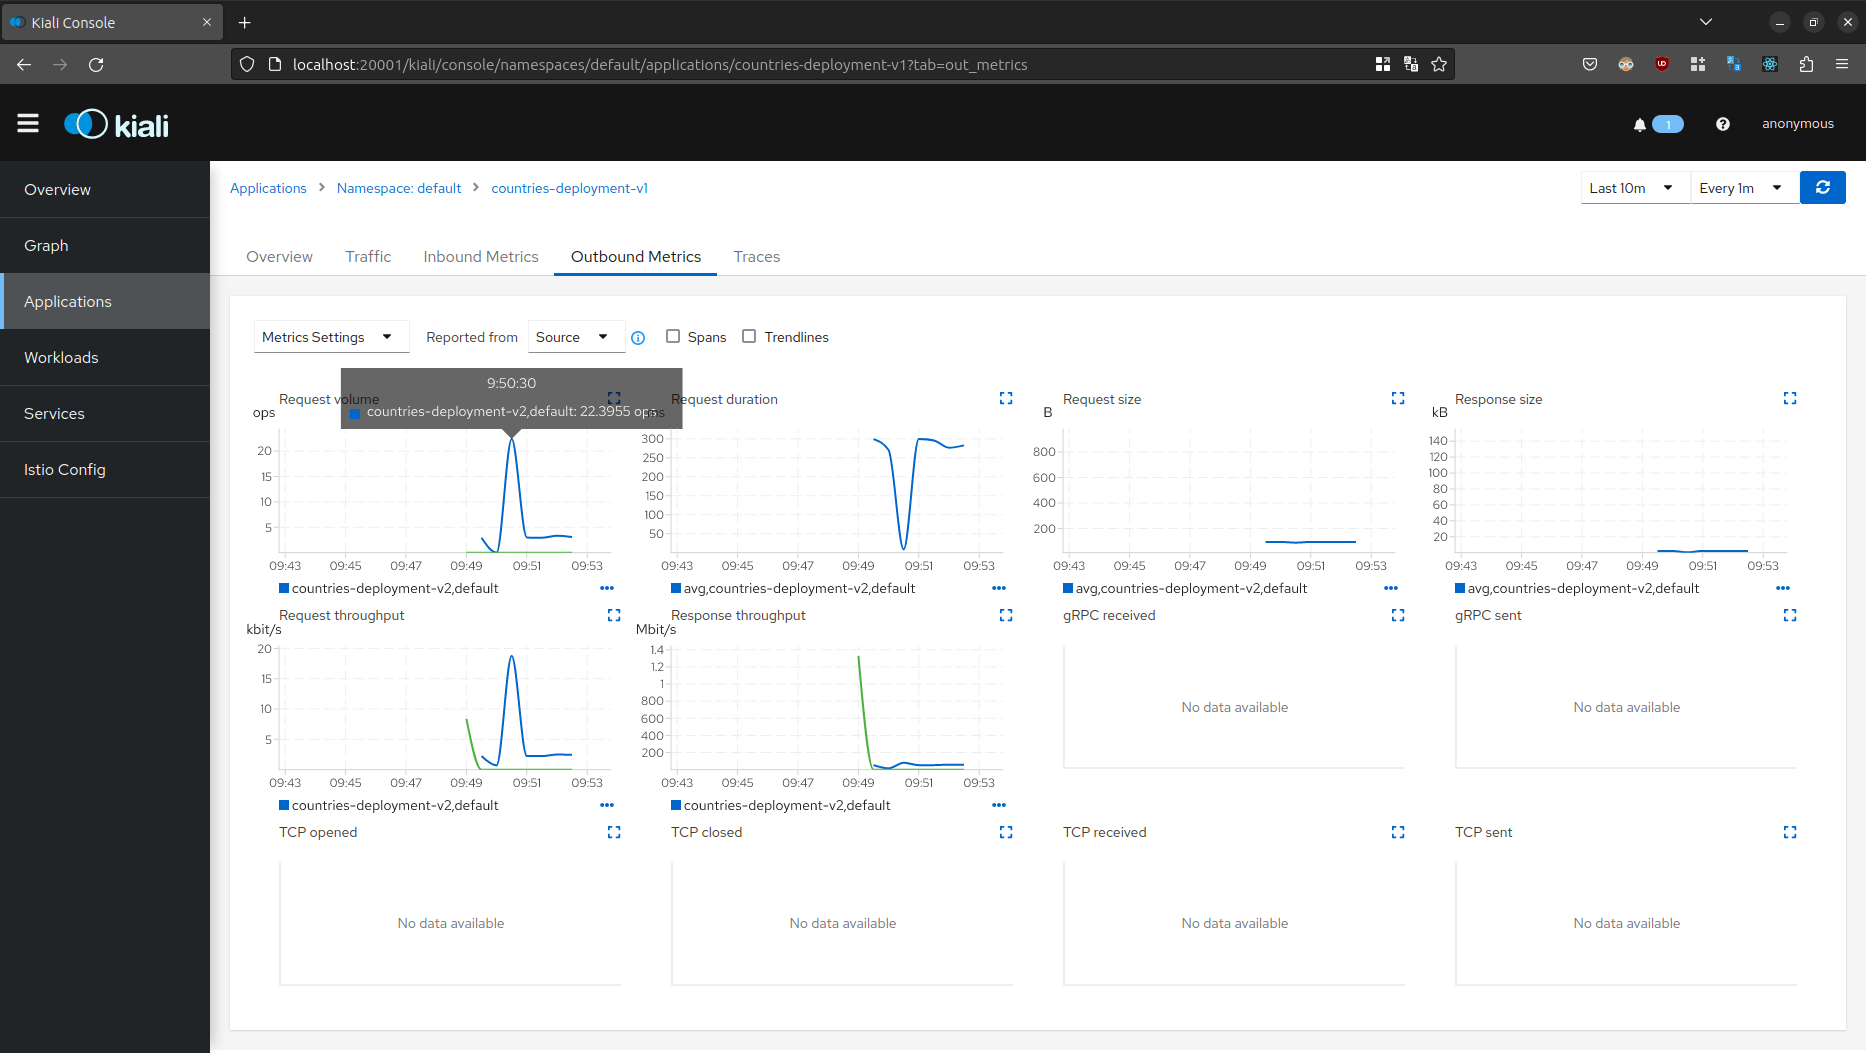 Kiali Console
localhost:20001/kiali/console/namespaces/default/applications/countries-deployment-v1?tab=out_metrics
kiali
1
anonymous
Overview
Graph
Applications
Workloads
Services
Istio Config
Applications > Namespace: default > countries-deployment-v1
Last 10m
Every 1m
Overview Traffic Inbound Metrics Outbound Metrics Traces
Metrics Settings Reported from Source Spans Trendlines
9:50:30
countries-deployment-v2,default: 22.3955 ops
Request volume
ops
20
15
10
5
09:43 09:45 09:47 09:49 09:51 09:53
countries-deployment-v2,default
Request duration
ms
300
250
200
150
100
50
09:43 09:45 09:47 09:49 09:51 09:53
avg,countries-deployment-v2,default
Request size
B
800
600
400
200
09:43 09:45 09:47 09:49 09:51 09:53
avg,countries-deployment-v2,default
Response size
kB
140
120
100
80
60
40
20
09:43 09:45 09:47 09:49 09:51 09:53
avg,countries-deployment-v2,default
Request throughput
kbit/s
20
15
10
5
09:43 09:45 09:47 09:49 09:51 09:53
countries-deployment-v2,default
Response throughput
Mbit/s
1.4
1.2
1
800
600
400
200
09:43 09:45 09:47 09:49 09:51 09:53
countries-deployment-v2,default
gRPC received
No data available
gRPC sent
No data available
TCP opened
No data available
TCP closed
No data available
TCP received
No data available
TCP sent
No data available